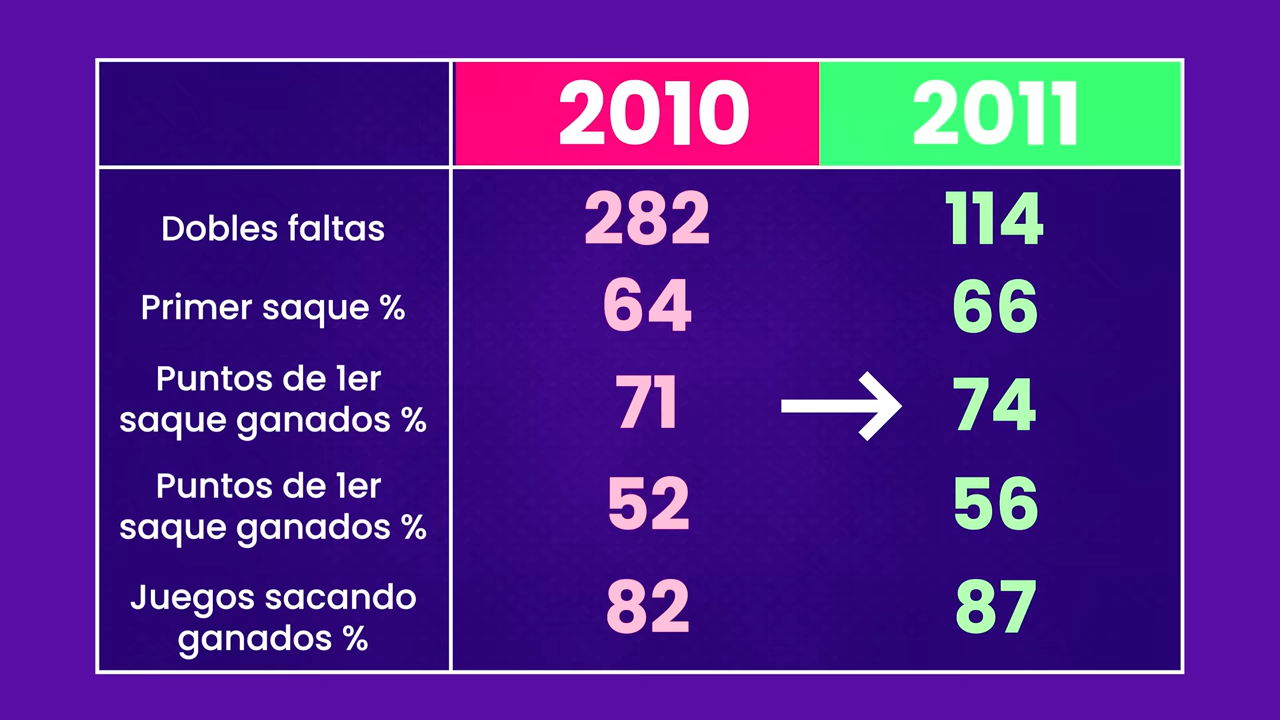 2010 2011
Dobles faltas 282 114
Primer saque % 64 66
Puntos de 1er
saque ganados % 71 74
Puntos de 1er
saque ganados % 52 56
Juegos sacando
ganados % 82 87